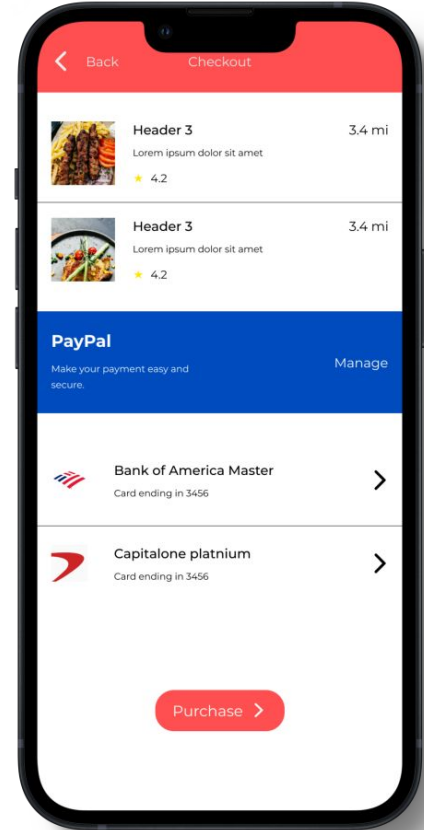 Back
Checkout
Header 3
3.4 mi
Lorem ipsum dolor sit amet
4.2
Header 3
3.4 mi
Lorem ipsum dolor sit amet
4.2
PayPal
Make your payment easy and
secure.
Manage
Bank of America Master
Card ending in 3456
Capitalone platnium
Card ending in 3456
Purchase